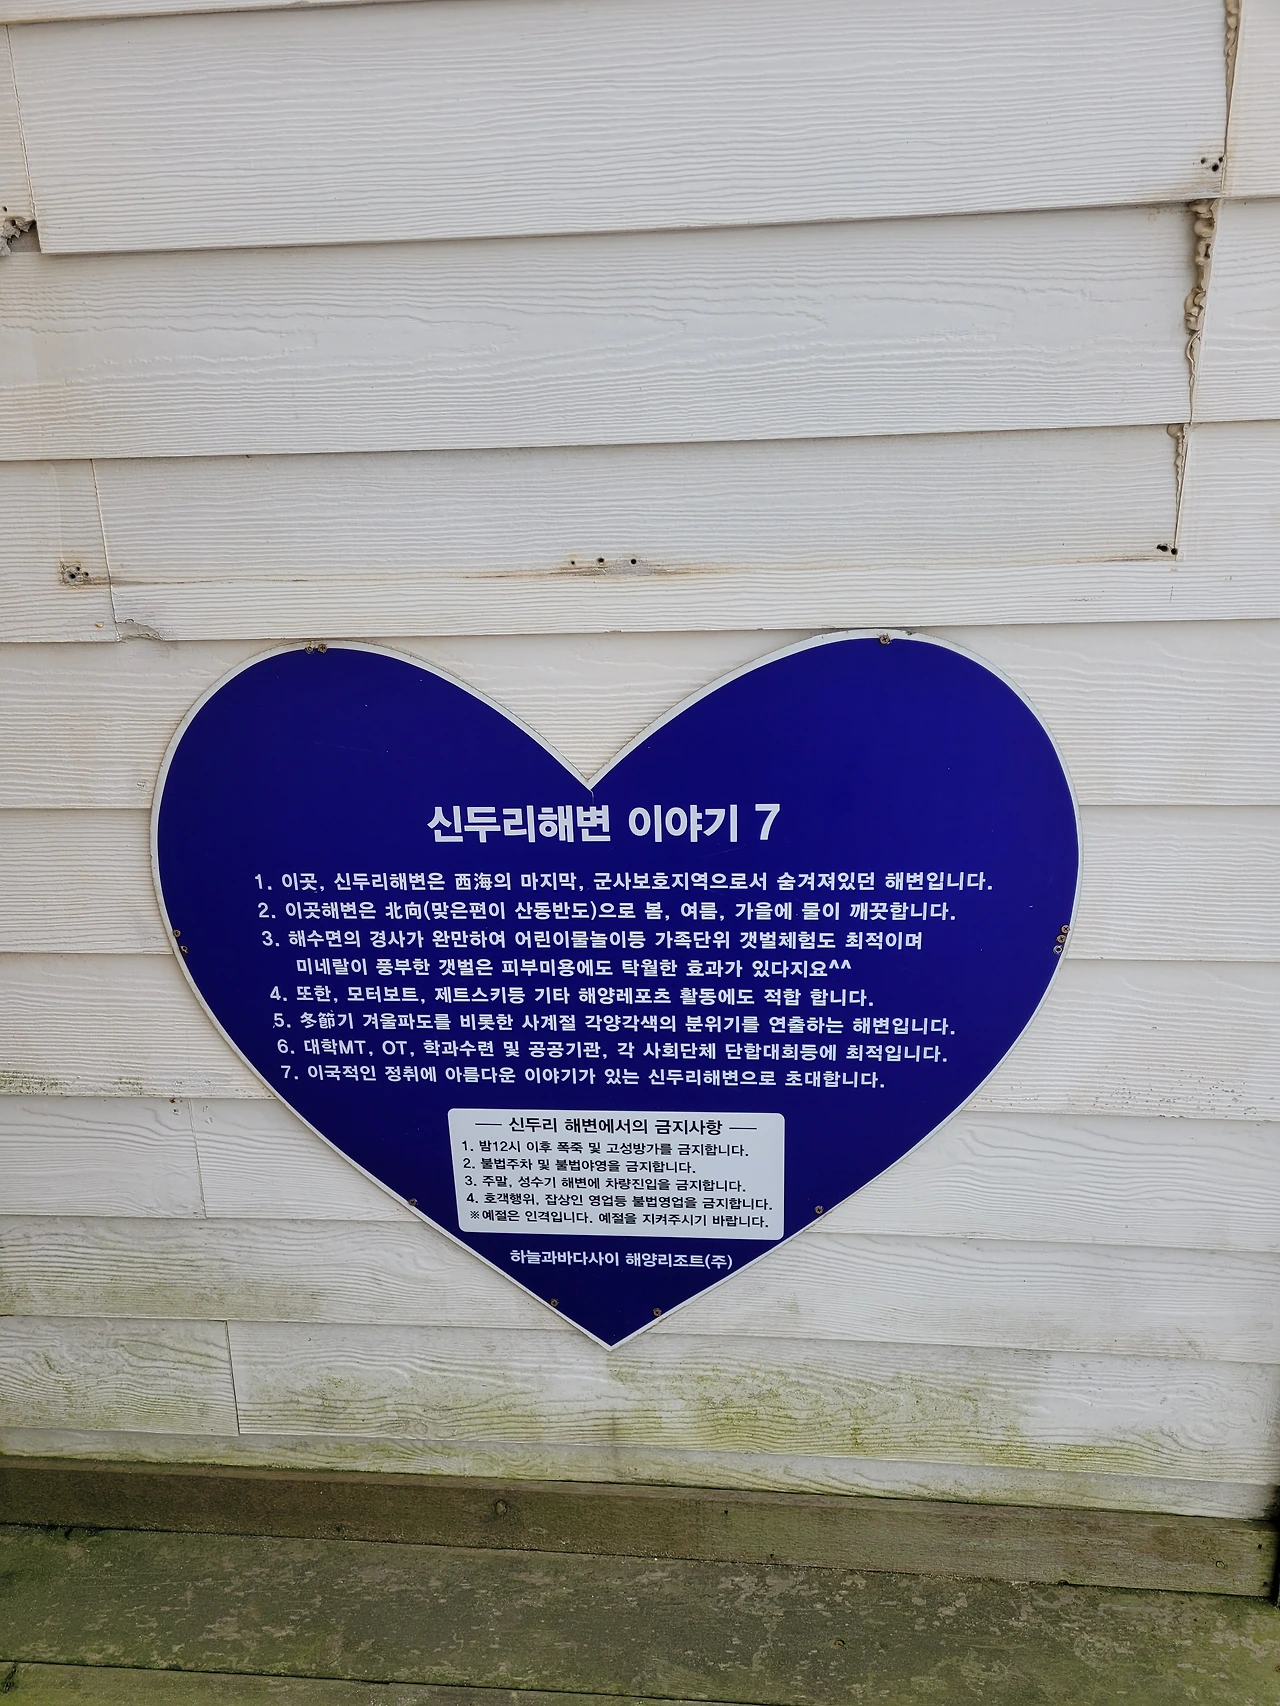 신두리해변 이야기 7
1. 이곳, 신두리해변은 西海의 마지막, 군사보호지역으로서 숨겨져있던 해변입니다.
2. 이곳해변은 北向(맞은편이 산동반도)으로 봄, 여름, 가을에 물이 깨끗합니다.
3. 해수면의 경사가 완만하여 어린이물놀이등 가족단위 갯벌체험도 최적이며
미네랄이 풍부한 갯벌은 피부미용에도 탁월한 효과가 있다지요^^
4. 또한, 모터보트, 제트스키등 기타 해양레포츠 활동에도 적합 합니다.
5. 冬節기 겨울파도를 비롯한 사계절 각양각색의 분위기를 연출하는 해변입니다.
6. 대학MT, OT, 학과수련 및 공공기관, 각 사회단체 단합대회등에 최적입니다.
7. 이국적인 정취에 아름다운 이야기가 있는 신두리해변으로 초대합니다.
— 신두리 해변에서의 금지사항 —
1. 밤12시 이후 폭죽 및 고성방가를 금지합니다.
2. 불법주차 및 불법야영을 금지합니다.
3. 주말, 성수기 해변에 차량진입을 금지합니다.
4. 호객행위, 잡상인 영업등 불법영업을 금지합니다.
※예절은 인격입니다. 예절을 지켜주시기 바랍니다.
하늘과바다사이 해양리조트(주)